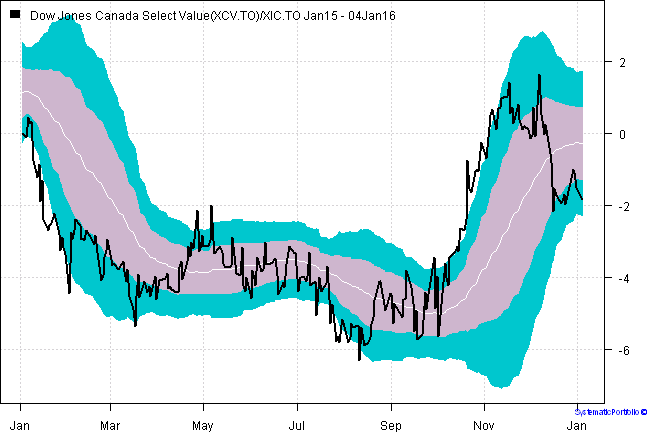 Dow Jones Canada Select Value(XCV.TO)/XIC.TO Jan15 - 04Jan16
2
0
-2
-4
-6
SystematicPortfolio ©
Jan Mar May Jul Sep Nov Jan